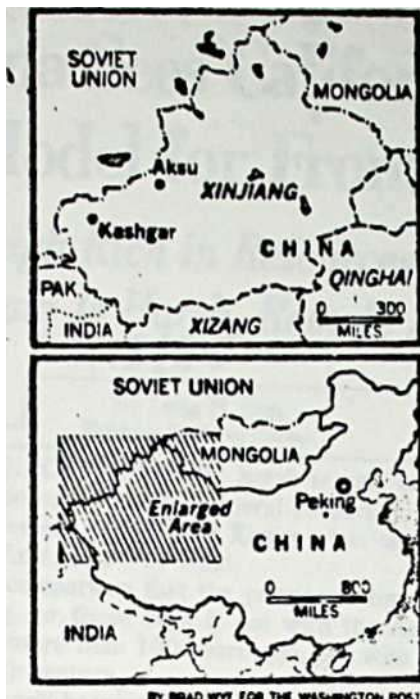 SOVIET
UNION
MONGOLIA
Aksu
XINJIANG
Kashgar
CHINA
QINGHAI
PAK
INDIA
XIZANG
0 300
MILES
SOVIET UNION
MONGOLIA
Enlarged
Area
Peking
CHINA
0 800
MILES
INDIA
FOR THE WASHINGTON POST